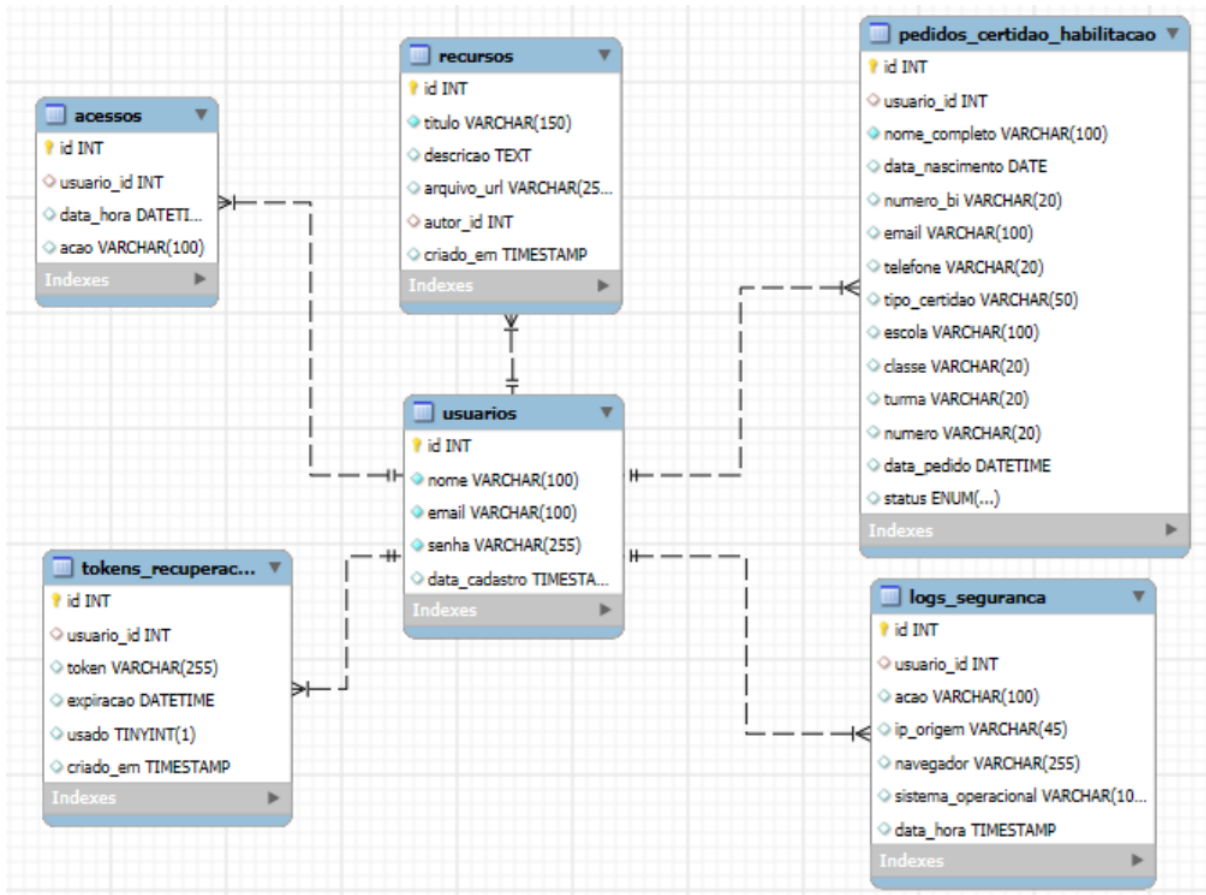 acessos
id INT
usuario_id INT
data_hora DATETI...
acao VARCHAR(100)
Indexes
recursos
id INT
titulo VARCHAR(150)
descricao TEXT
arquivo_url VARCHAR(25...
autor_id INT
criado_em TIMESTAMP
Indexes
pedidos_certidao_habilitacao
id INT
usuario_id INT
nome_completo VARCHAR(100)
data_nascimento DATE
numero_bi VARCHAR(20)
email VARCHAR(100)
telefone VARCHAR(20)
tipo_certidao VARCHAR(50)
escola VARCHAR(100)
classe VARCHAR(20)
turma VARCHAR(20)
numero VARCHAR(20)
data_pedido DATETIME
status ENUM(...)
Indexes
usuarios
id INT
nome VARCHAR(100)
email VARCHAR(100)
senha VARCHAR(255)
data_cadastro TIMESTA...
Indexes
tokens_recuperac...
id INT
usuario_id INT
token VARCHAR(255)
expiracao DATETIME
usado TINYINT(1)
criado_em TIMESTAMP
Indexes
logs_seguranca
id INT
usuario_id INT
acao VARCHAR(100)
ip_origem VARCHAR(45)
navegador VARCHAR(255)
sistema_operacional VARCHAR(10...
data_hora TIMESTAMP
Indexes